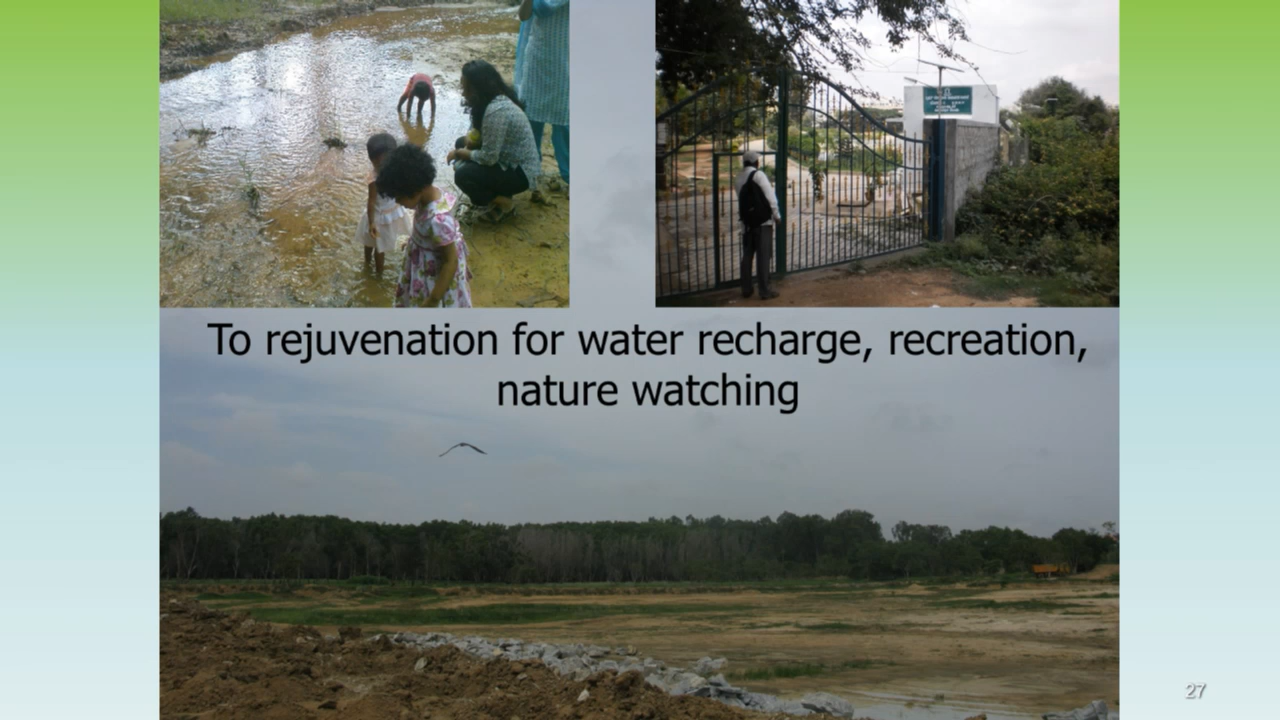 To rejuvenation for water recharge, recreation,
nature watching
27